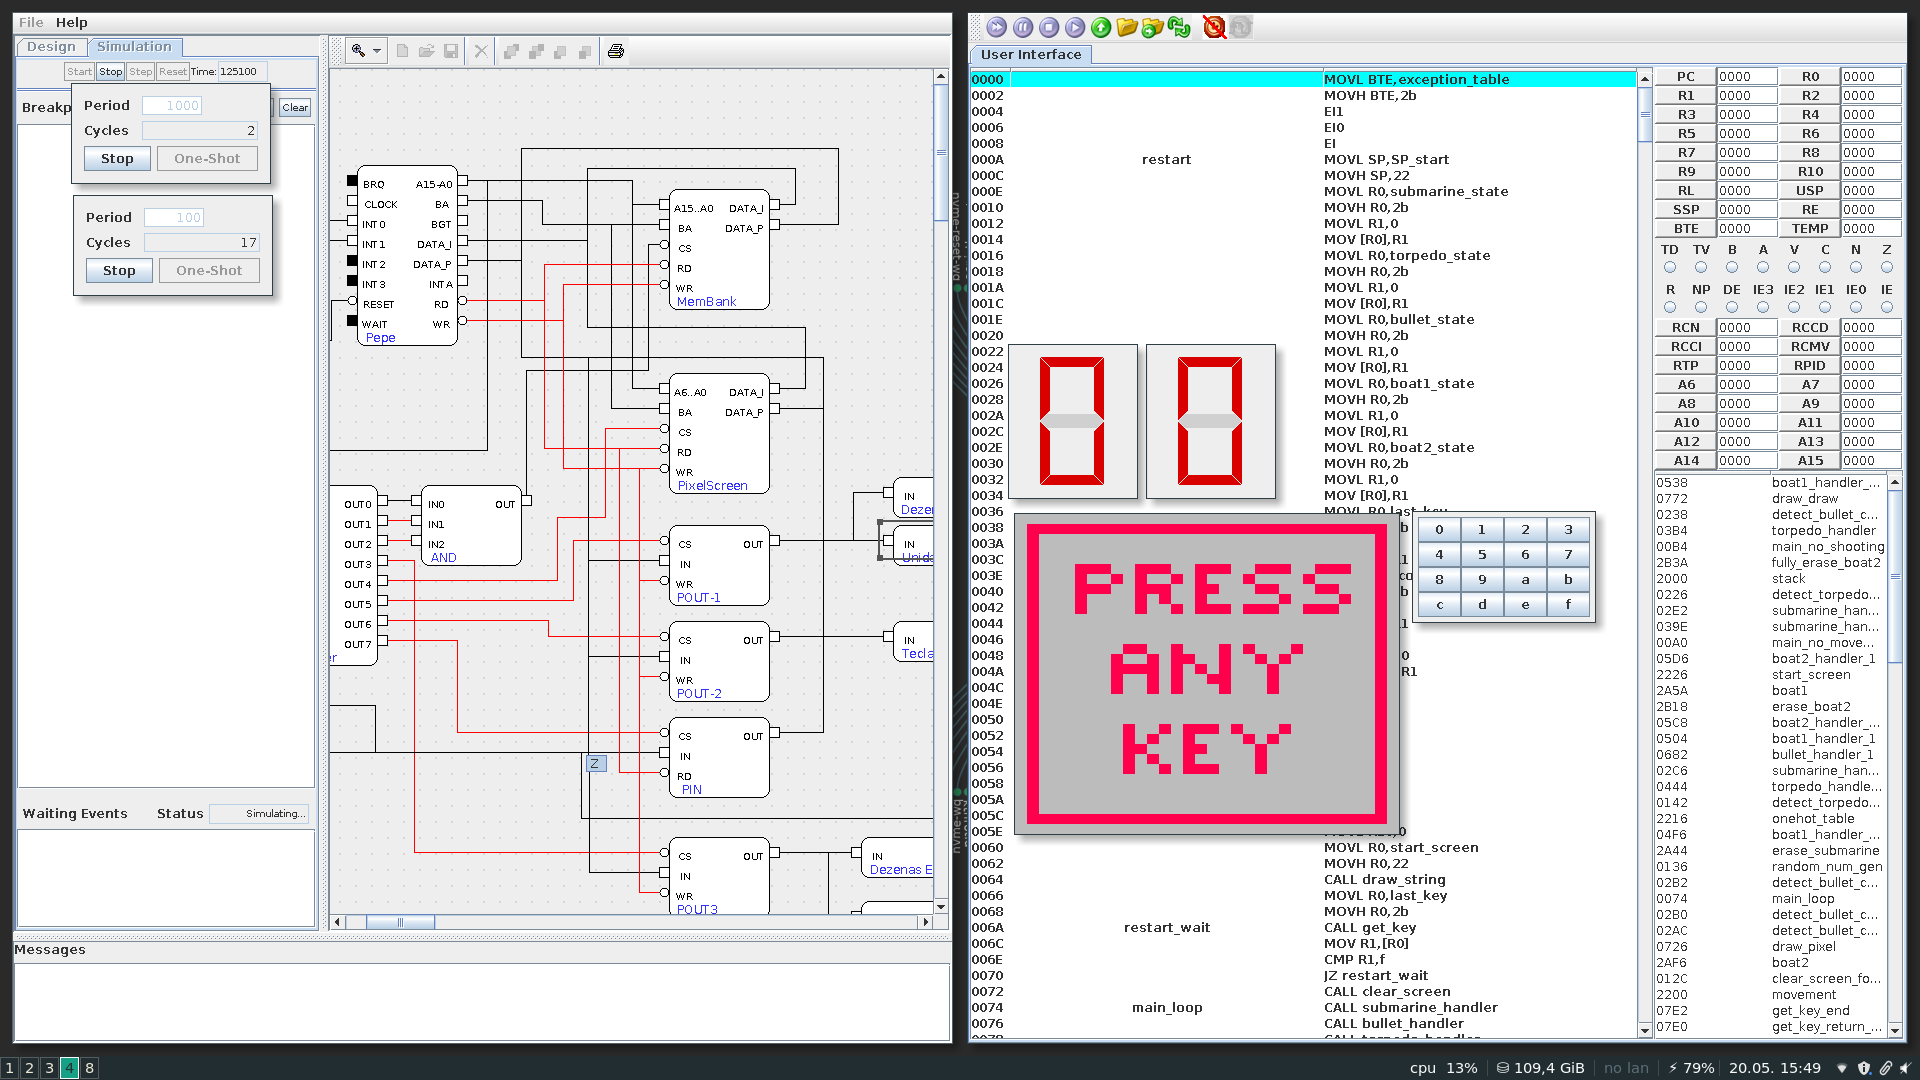 File Help
Design Simulation
Start Stop Step Reset Time: 125100
Breakp Clear
Period 1000
Cycles 2
Stop One-Shot
Period 100
Cycles 17
Stop One-Shot
Waiting Events Status Simulating...
Messages
BRQ A15-A0
CLOCK BA
INT0 BGT
INT1 DATA_I
INT2 DATA_P
INT3 INTA
RESET RD
WAIT WR
Pepe
A15..A0 DATA_I
BA DATA_P
CS
RD
WR
MemBank
A6..A0 DATA_I
BA DATA_P
CS
RD
WR
PixelScreen
OUT0
OUT1
OUT2
OUT3
OUT4
OUT5
OUT6
OUT7
er
IN0 OUT
IN1
IN2
AND
CS OUT
IN
WR
POUT-1
CS OUT
IN
WR
POUT-2
CS OUT
IN
RD
PIN
CS OUT
IN
WR
POUT3
Z
IN
Deze
IN
Unida
IN
Tecla
IN
Dezenas E
User Interface
0000 MOVL BTE,exception_table
0002 MOVH BTE,2b
0004 EI1
0006 EI0
0008 EI
000A restart MOVL SP,SP_start
000C MOVH SP,22
000E MOVL R0,submarine_state
0010 MOVH R0,2b
0012 MOVL R1,0
0014 MOV [R0],R1
0016 MOVL R0,torpedo_state
0018 MOVH R0,2b
001A MOVL R1,0
001C MOV [R0],R1
001E MOVL R0,bullet_state
0020 MOVH R0,2b
0022 MOVL R1,0
0024 MOV [R0],R1
0026 MOVL R0,boat1_state
0028 MOVH R0,2b
002A MOVL R1,0
002C MOV [R0],R1
002E MOVL R0,boat2_state
0030 MOVH R0,2b
0032 MOVL R1,0
0034 MOV [R0],R1
0036 MOVL R0,last_key
0038 b
003A
003C
003E
0040 b
0042
0044
0046
0048 0
004A R1
004C
004E
0050
0052
0054
0056
0058
005A
005C
005E
0060 MOVL R0,start_screen
0062 MOVH R0,22
0064 CALL draw_string
0066 MOVL R0,last_key
0068 MOVH R0,2b
006A restart_wait CALL get_key
006C MOV R1,[R0]
006E CMP R1,f
0070 JZ restart_wait
0072 CALL clear_screen
0074 main_loop CALL submarine_handler
0076 CALL bullet_handler
00
PRESS
ANY
KEY
0 1 2 3
4 5 6 7
8 9 a b
c d e f
PC 0000 R0 0000
R1 0000 R2 0000
R3 0000 R4 0000
R5 0000 R6 0000
R7 0000 R8 0000
R9 0000 R10 0000
RL 0000 USP 0000
SSP 0000 RE 0000
BTE 0000 TEMP 0000
TD TV B A V C N Z
R NP DE IE3 IE2 IE1 IE0 IE
RCN 0000 RCCD 0000
RCCI 0000 RCMV 0000
RTP 0000 RPID 0000
A6 0000 A7 0000
A8 0000 A9 0000
A10 0000 A11 0000
A12 0000 A13 0000
A14 0000 A15 0000
0538 boat1_handler_...
0772 draw_draw
0238 detect_bullet_c...
03B4 torpedo_handler
00B4 main_no_shooting
2B3A fully_erase_boat2
2000 stack
0226 detect_torpedo...
02E2 submarine_han...
039E submarine_han...
00A0 main_no_move...
05D6 boat2_handler_1
2226 start_screen
2A5A boat1
2B18 erase_boat2
05C8 boat2_handler_...
0504 boat1_handler_1
0682 bullet_handler_1
02C6 submarine_han...
0444 torpedo_handle...
0142 detect_torpedo...
2216 onehot_table
04F6 boat1_handler_...
2A44 erase_submarine
0136 random_num_gen
02B2 detect_bullet_c...
0074 main_loop
02B0 detect_bullet_c...
02AC detect_bullet_c...
0726 draw_pixel
2AF6 boat2
012C clear_screen_fo...
2200 movement
07E2 get_key_end
07E0 get_key_return_...
nvme-reset-wq
nvme-wq
1 2 3 4 8
cpu 13% 109,4 GiB no lan 79% 20.05. 15:49